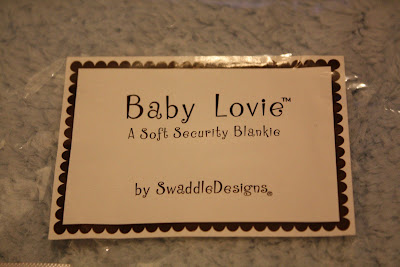 Baby Lovie™
A Soft Security Blankie
by SwaddleDesigns®